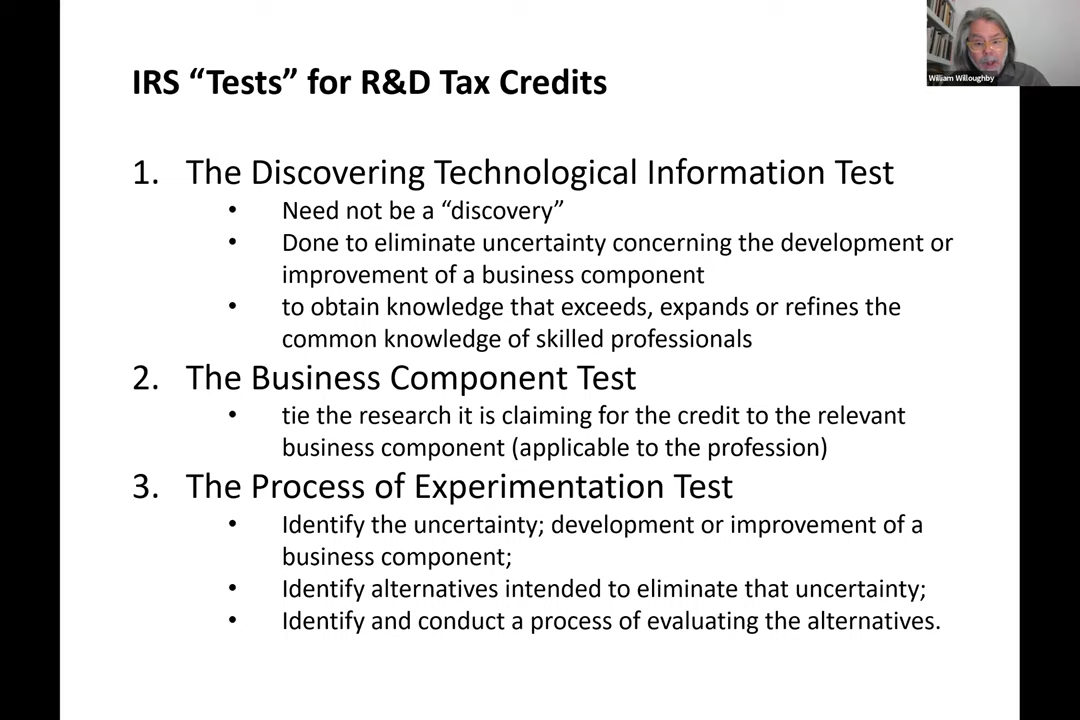 William Willoughby
IRS “Tests” for R&D Tax Credits
1. The Discovering Technological Information Test
• Need not be a “discovery”
• Done to eliminate uncertainty concerning the development or
improvement of a business component
• to obtain knowledge that exceeds, expands or refines the
common knowledge of skilled professionals
2. The Business Component Test
• tie the research it is claiming for the credit to the relevant
business component (applicable to the profession)
3. The Process of Experimentation Test
• Identify the uncertainty; development or improvement of a
business component;
• Identify alternatives intended to eliminate that uncertainty;
• Identify and conduct a process of evaluating the alternatives.